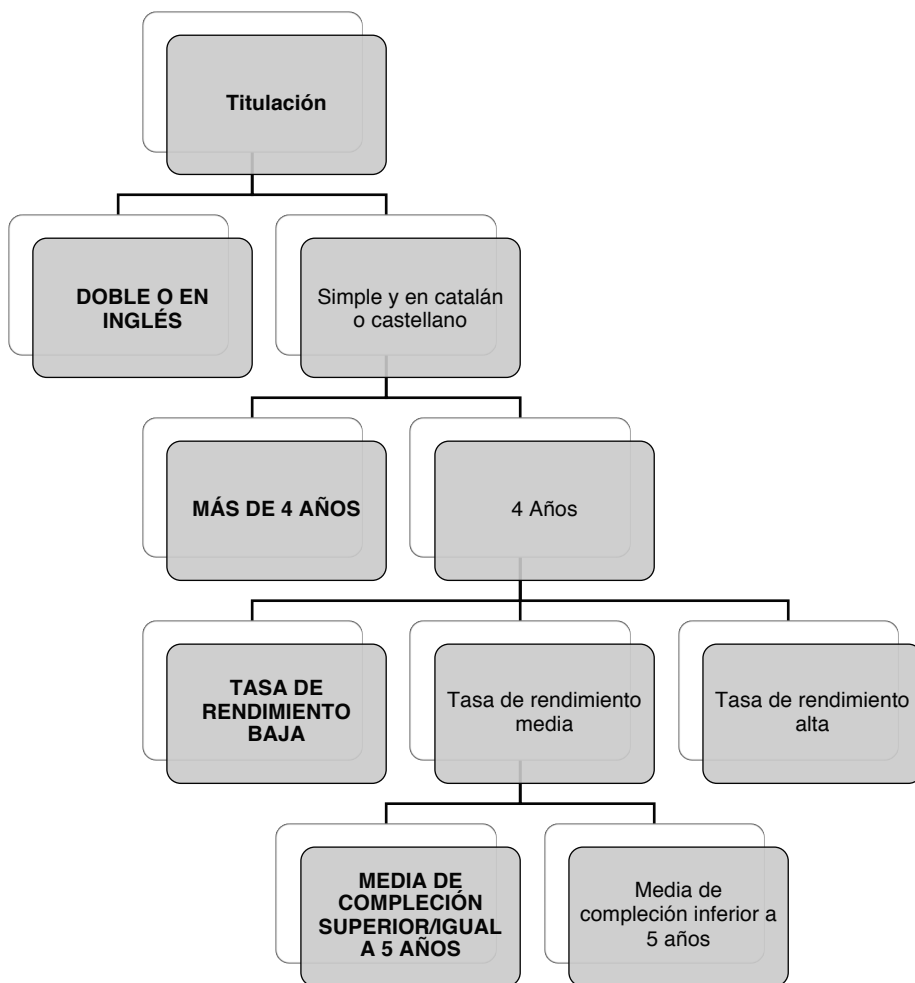 Titulación
DOBLE O EN
INGLÉS
Simple y en catalán
o castellano
MÁS DE 4 AÑOS
4 Años
TASA DE
RENDIMIENTO
BAJA
Tasa de rendimiento
media
Tasa de rendimiento
alta
MEDIA DE
COMPLECIÓN
SUPERIOR/IGUAL
A 5 AÑOS
Media de
compleción inferior a
5 años